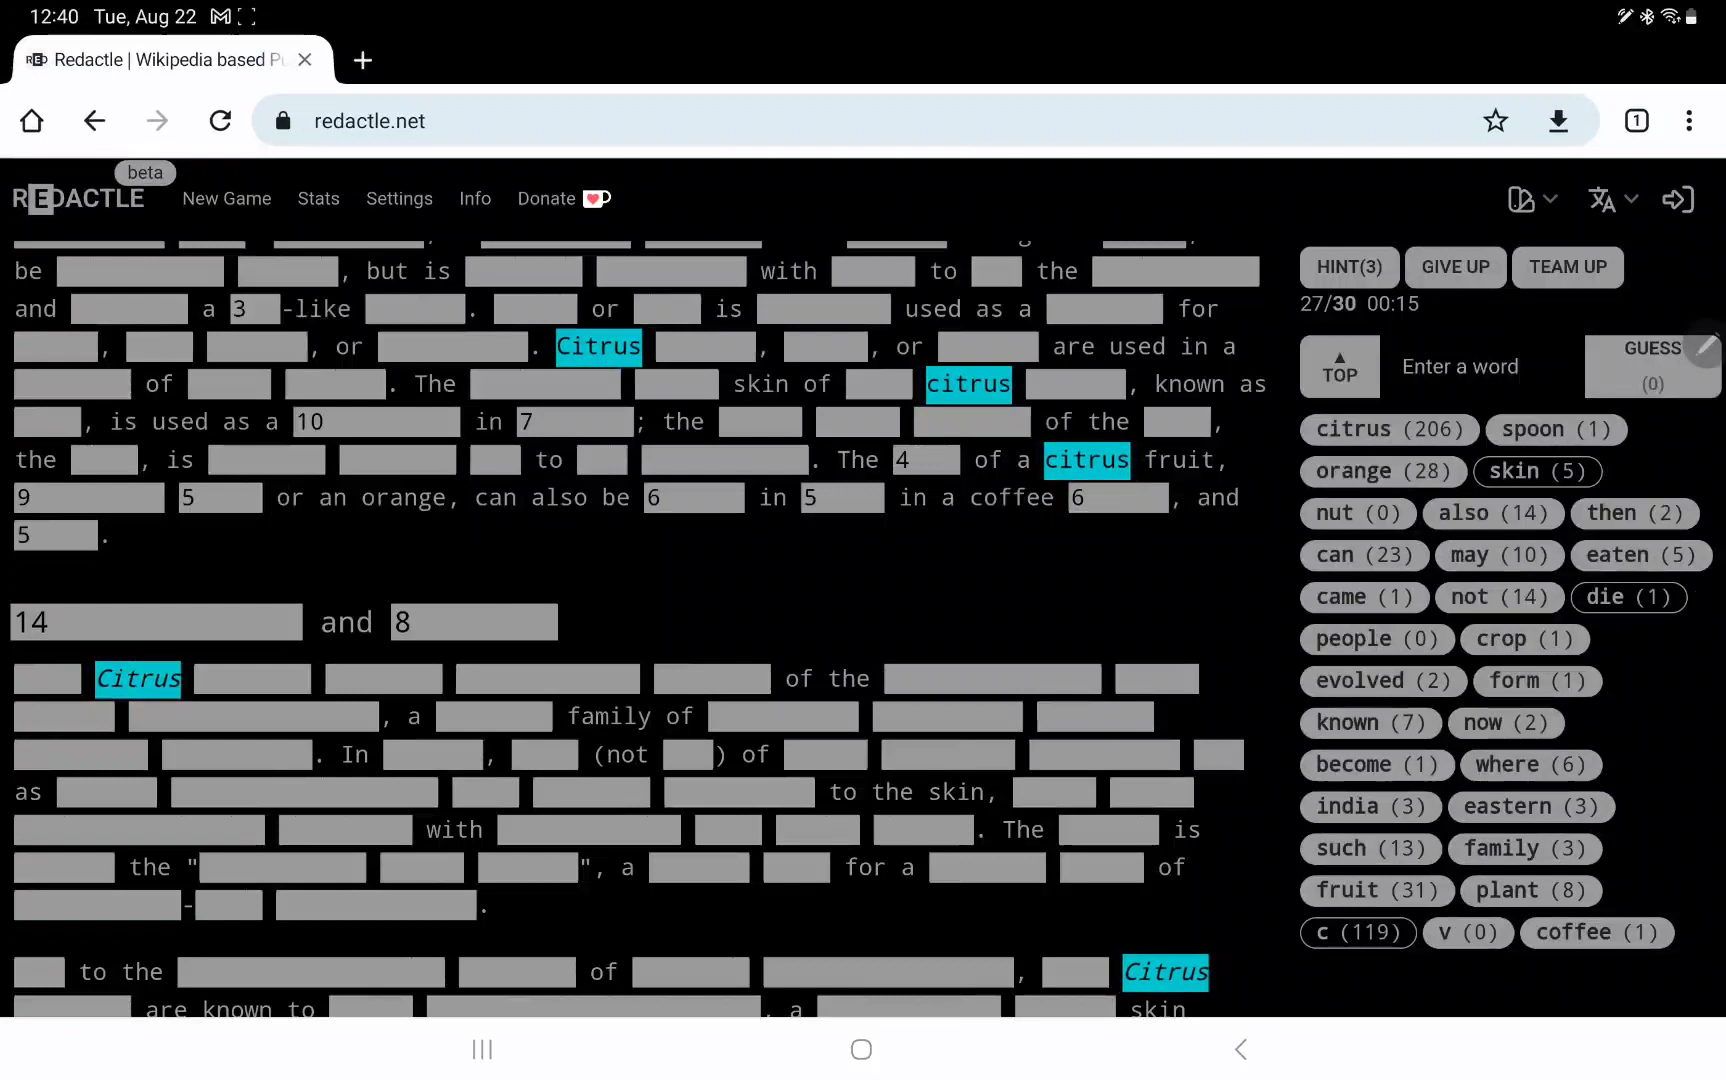 12:40 Tue, Aug 22
RED Redactle | Wikipedia based Pu
redactle.net
1
beta
REDACTLE New Game Stats Settings Info Donate
be , but is with to the
and a 3 -like . or is used as a for
, , or . Citrus , , or are used in a
of . The skin of citrus , known as
, is used as a 10 in 7 ; the of the ,
the , is to . The 4 of a citrus fruit,
9 5 or an orange, can also be 6 in 5 in a coffee 6 , and
5 .
14 and 8
Citrus of the
, a family of
. In , (not ) of
as to the skin,
with . The is
the " ", a for a of
- .
to the of , Citrus
are known to , a skin
HINT(3) GIVE UP TEAM UP
27/30 00:15
▲ TOP Enter a word GUESS (0)
citrus (206) spoon (1)
orange (28) skin (5)
nut (0) also (14) then (2)
can (23) may (10) eaten (5)
came (1) not (14) die (1)
people (0) crop (1)
evolved (2) form (1)
known (7) now (2)
become (1) where (6)
india (3) eastern (3)
such (13) family (3)
fruit (31) plant (8)
c (119) v (0) coffee (1)